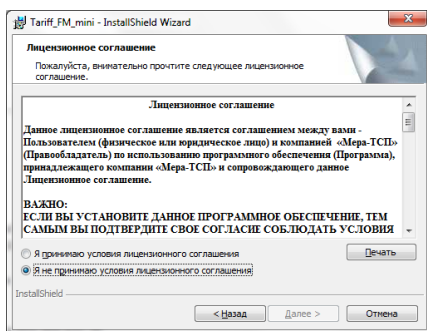 Tariff_FM_mini - InstallShield Wizard
Лицензионное соглашение
Пожалуйста, внимательно прочтите следующее лицензионное
соглашение.
Лицензионное соглашение
Данное лицензионное соглашение является соглашением между вами -
Пользователем (физическое или юридическое лицо) и компанией «Мера-ТСП»
(Правообладатель) по использованию программного обеспечения (Программа),
принадлежащего компании «Мера-ТСП» и сопровождающего данное
Лицензионное соглашение.
ВАЖНО:
ЕСЛИ ВЫ УСТАНОВИТЕ ДАННОЕ ПРОГРАММНОЕ ОБЕСПЕЧЕНИЕ, ТЕМ
САМЫМ ВЫ ПОДТВЕРДИТЕ СВОЕ СОГЛАСИЕ СОБЛЮДАТЬ УСЛОВИЯ
Я принимаю условия лицензионного соглашения
Печать
Я не принимаю условия лицензионного соглашения
InstallShield
< Назад
Далее >
Отмена